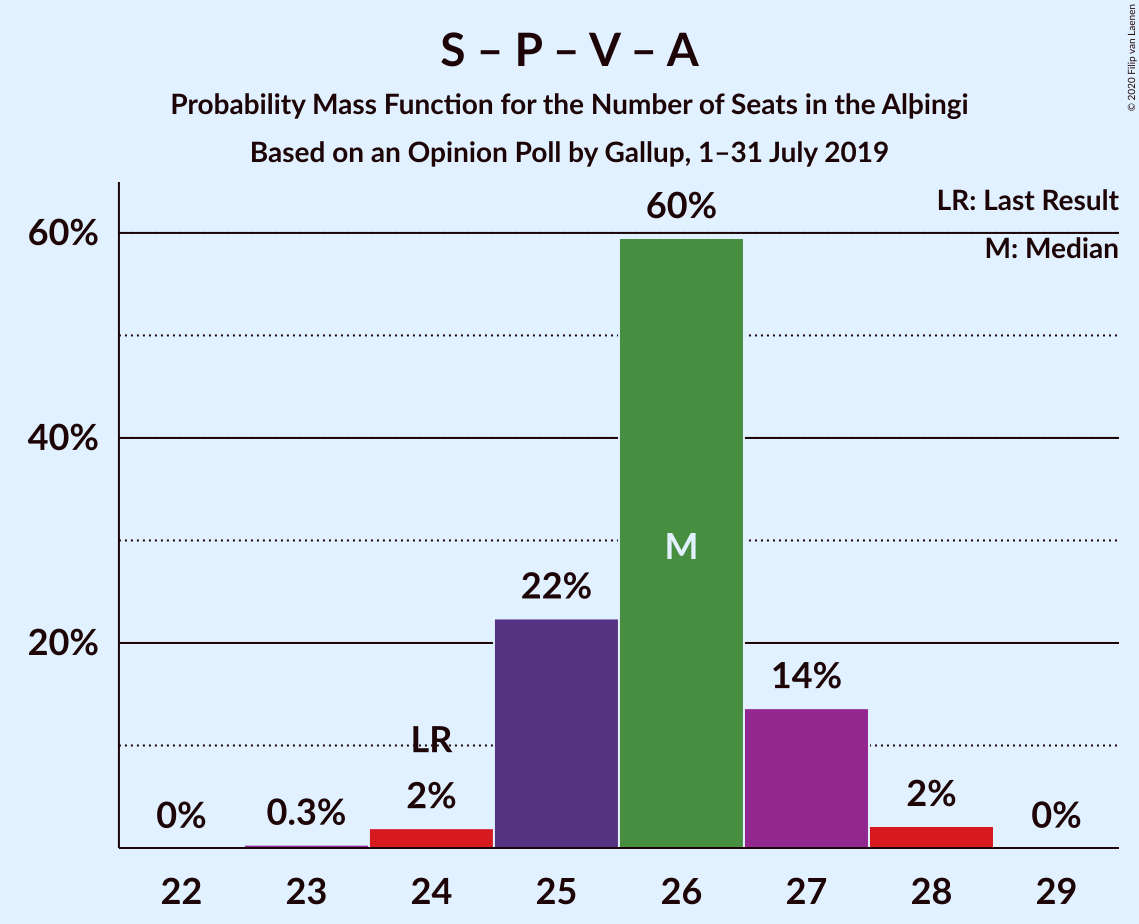 S – P – V – A
Probability Mass Function for the Number of Seats in the Alþingi
Based on an Opinion Poll by Gallup, 1–31 July 2019
© 2020 Filip van Laenen
LR: Last Result
M: Median
60%
40%
20%
0%
0.3%
LR
2%
22%
60%
M
14%
2%
0%
22 23 24 25 26 27 28 29